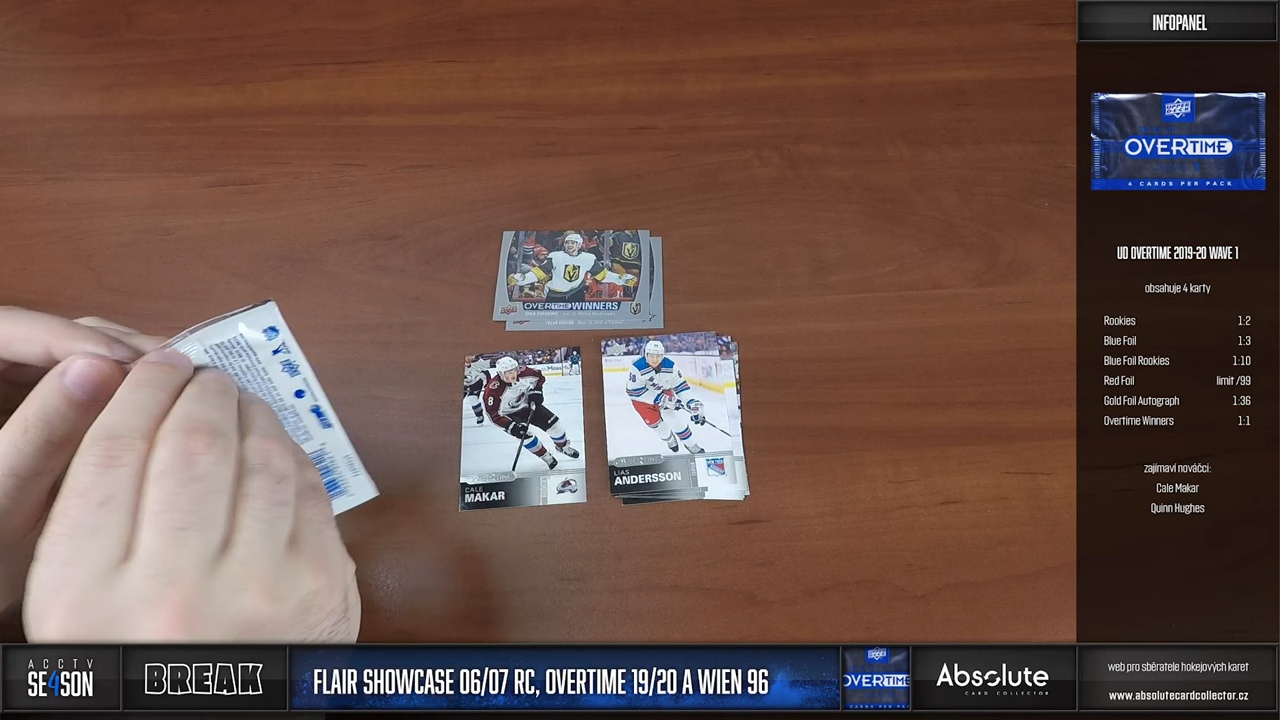 INFOPANEL
UPPER DECK
OVERTIME
4 CARDS PER PACK
UD OVERTIME 2019-20 WAVE 1
obsahuje 4 karty
Rookies 1:2
Blue Foil 1:3
Blue Foil Rookies 1:10
Red Foil limit /99
Gold Foil Autograph 1:36
Overtime Winners 1:1
zajímaví nováčci:
Cale Makar
Quinn Hughes
OVERTIME WINNERS
8
CALE
MAKAR
LIAS
ANDERSSON
ACCTV
SE4SON
BREAK
FLAIR SHOWCASE 06/07 RC, OVERTIME 19/20 A WIEN 96
OVERTIME
Absolute
CARD COLLECTOR
web pro sběratele hokejových karet
www.absolutecardcollector.cz